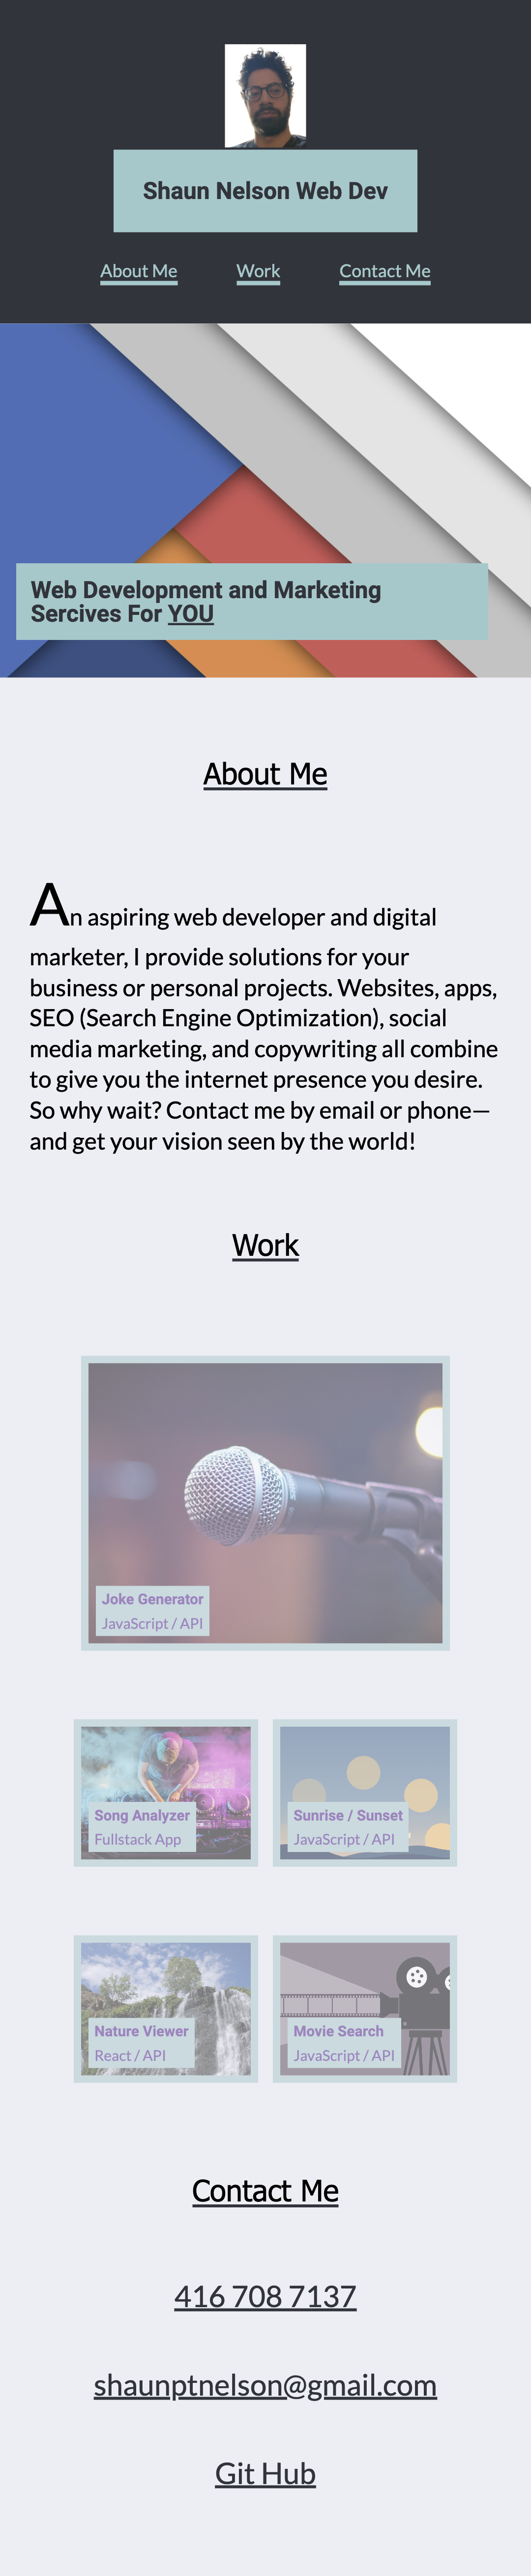 Shaun Nelson Web Dev
About Me
Work
Contact Me
Web Development and Marketing
Sercives For YOU
About Me
An aspiring web developer and digital
marketer, I provide solutions for your
business or personal projects. Websites, apps,
SEO (Search Engine Optimization), social
media marketing, and copywriting all combine
to give you the internet presence you desire.
So why wait? Contact me by email or phone—
and get your vision seen by the world!
Work
Joke Generator
JavaScript / API
Song Analyzer
Fullstack App
Sunrise / Sunset
JavaScript / API
Nature Viewer
React / API
Movie Search
JavaScript / API
Contact Me
416 708 7137
shaunptnelson@gmail.com
Git Hub